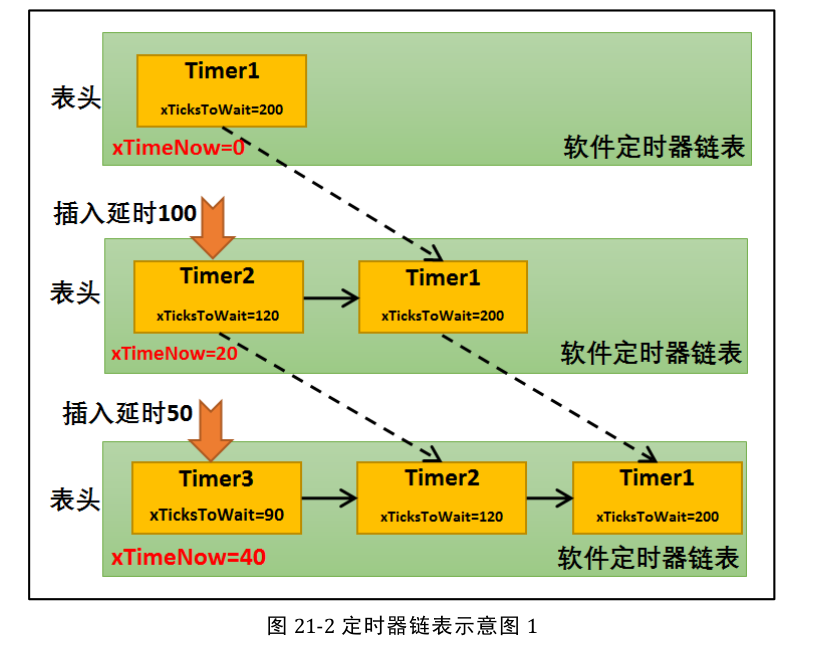 Timer1
表头
xTicksToWait=200
xTimeNow=0
软件定时器链表
插入延时100
Timer2
Timer1
表头
xTicksToWait=120
xTicksToWait=200
xTimeNow=20
软件定时器链表
插入延时50
Timer3
Timer2
Timer1
表头
xTicksToWait=90
xTicksToWait=120
xTicksToWait=200
xTimeNow=40
软件定时器链表
图 21-2 定时器链表示意图 1